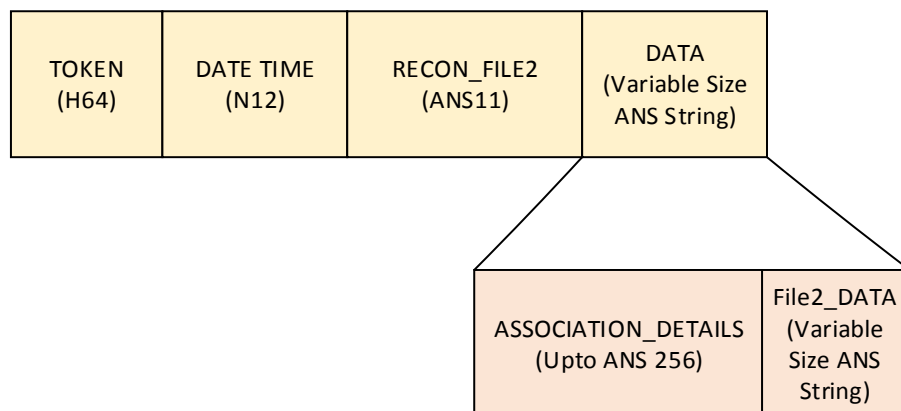 TOKEN
(H64)
DATE TIME
(N12)
RECON_FILE2
(ANS11)
DATA
(Variable Size
ANS String)
ASSOCIATION_DETAILS
(Upto ANS 256)
File2_DATA
(Variable
Size ANS
String)